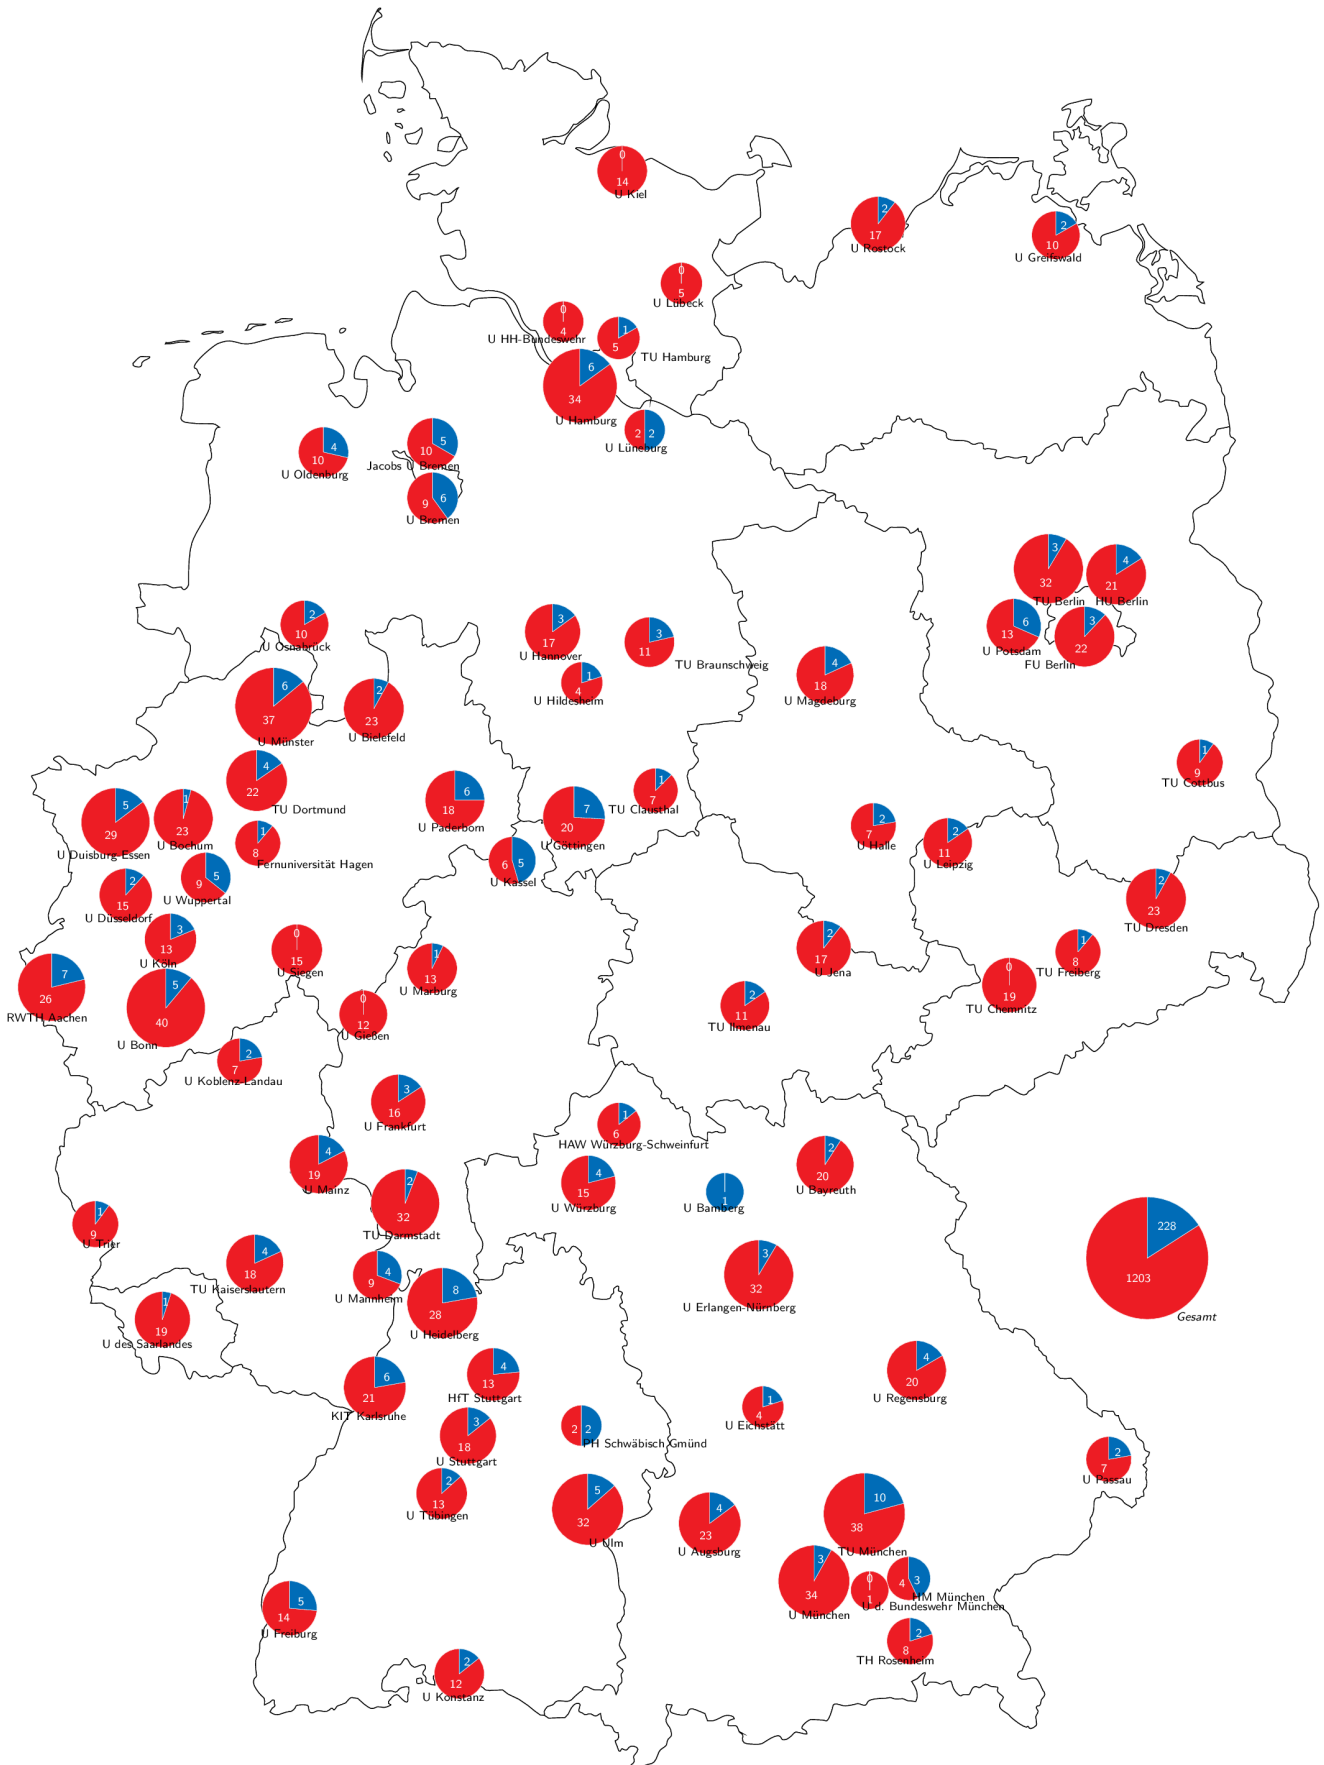 0
14
U Kiel
2
17
U Rostock
2
10
U Greifswald
0
5
U Lübeck
0
4
U HH-Bundeswehr
1
5
TU Hamburg
6
34
U Hamburg
2 2
U Lüneburg
4
10
U Oldenburg
5
10
Jacobs U Bremen
6
9
U Bremen
3
32
TU Berlin
4
21
HU Berlin
6
13
U Potsdam
3
22
FU Berlin
2
10
U Osnabrück
3
17
U Hannover
3
11
TU Braunschweig
1
4
U Hildesheim
4
18
U Magdeburg
6
37
U Münster
2
23
U Bielefeld
1
9
TU Cottbus
4
22
TU Dortmund
6
18
U Paderborn
1
7
TU Clausthal
7
20
U Göttingen
5
29
U Duisburg-Essen
1
23
U Bochum
1
8
Fernuniversität Hagen
2
7
U Halle
2
11
U Leipzig
6 5
U Kassel
5
9
U Wuppertal
2
15
U Düsseldorf
2
23
TU Dresden
3
13
U Köln
0
15
U Siegen
1
13
U Marburg
2
17
U Jena
1
8
TU Freiberg
0
19
TU Chemnitz
7
26
RWTH Aachen
5
40
U Bonn
0
12
U Gießen
2
11
TU Ilmenau
2
7
U Koblenz-Landau
3
16
U Frankfurt
1
6
HAW Würzburg-Schweinfurt
4
19
U Mainz
4
15
U Würzburg
1
U Bamberg
2
20
U Bayreuth
2
32
TU Darmstadt
1
9
U Trier
4
18
TU Kaiserslautern
4
9
U Mannheim
8
28
U Heidelberg
3
32
U Erlangen-Nürnberg
228
1203
Gesamt
1
19
U des Saarlandes
6
21
KIT Karlsruhe
4
13
HfT Stuttgart
4
20
U Regensburg
1
4
U Eichstätt
3
18
U Stuttgart
2 2
PH Schwäbisch Gmünd
2
7
U Passau
2
13
U Tübingen
5
32
U Ulm
4
23
U Augsburg
10
38
TU München
3
34
U München
0
1
U d. Bundeswehr München
4 3
HM München
5
14
U Freiburg
2
8
TH Rosenheim
2
12
U Konstanz